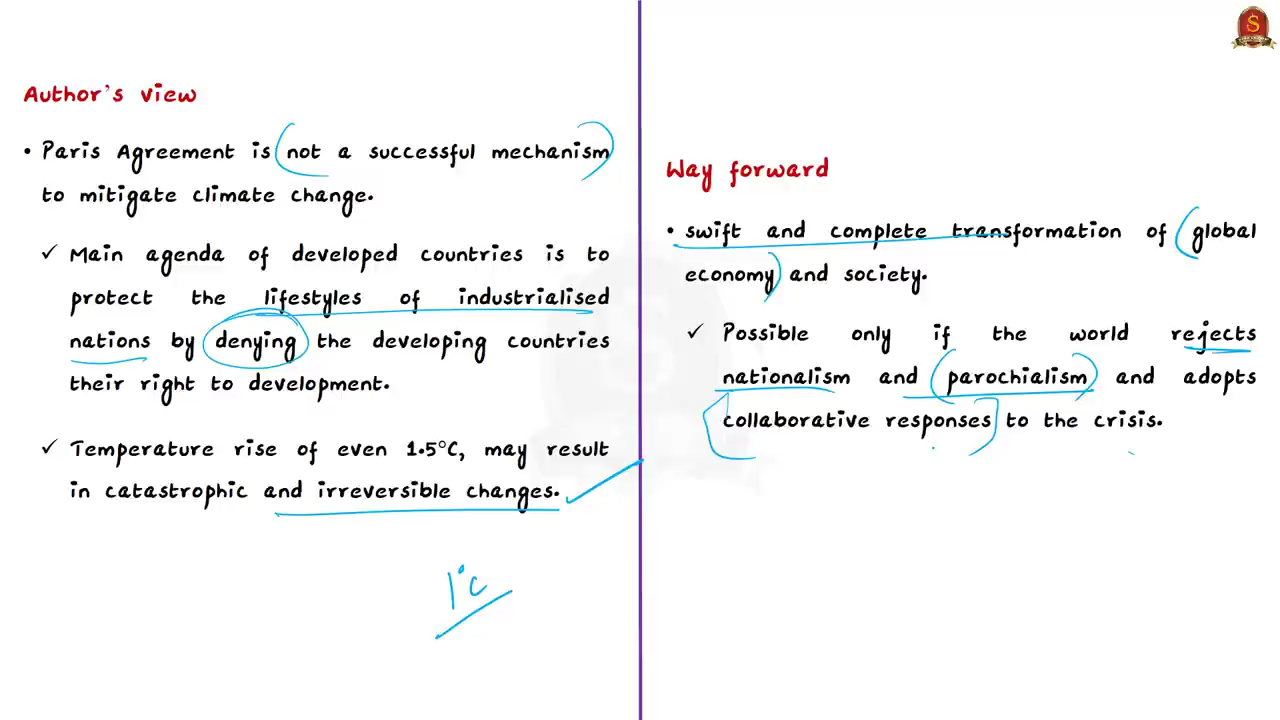 Author's view
• Paris Agreement is not a successful mechanism
to mitigate climate change.
✓ Main agenda of developed countries is to
protect the lifestyles of industrialised
nations by denying the developing countries
their right to development.
✓ Temperature rise of even 1.5°C, may result
in catastrophic and irreversible changes.
1°C
Way forward
• swift and complete transformation of global
economy and society.
✓ Possible only if the world rejects
nationalism and parochialism and adopts
collaborative responses to the crisis.
S